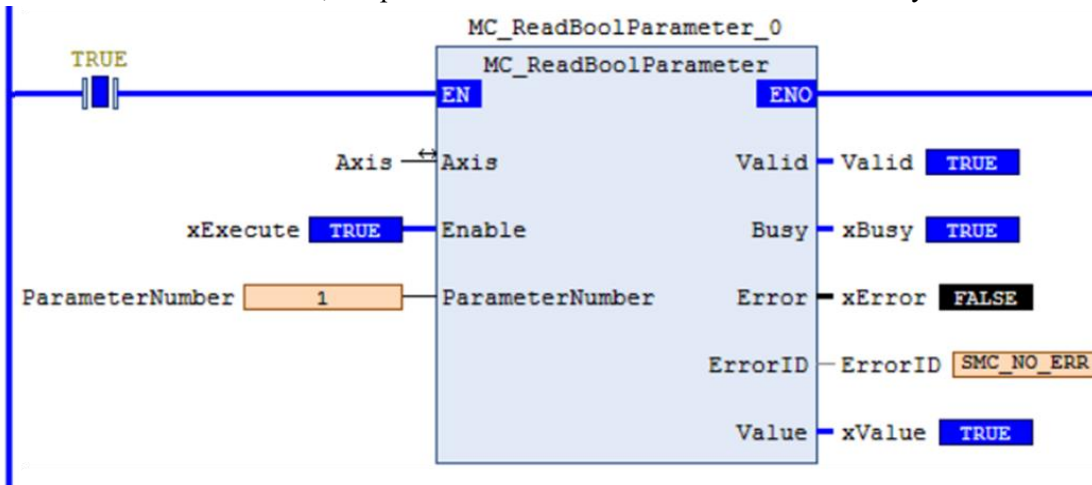 MC_ReadBoolParameter_0
TRUE
MC_ReadBoolParameter
EN ENO
Axis Axis Valid Valid TRUE
xExecute TRUE Enable Busy xBusy TRUE
ParameterNumber 1 ParameterNumber Error xError FALSE
ErrorID ErrorID SMC_NO_ERR
Value xValue TRUE